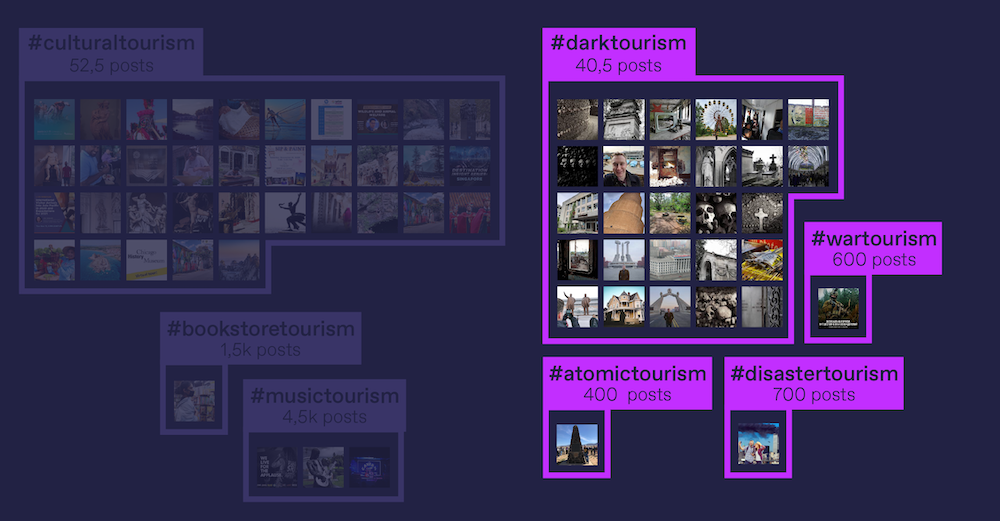 #culturaltourism
52,5 posts
#darktourism
40,5 posts
#wartourism
600 posts
#bookstoretourism
1,5k posts
#musictourism
4,5k posts
#atomictourism
400 posts
#disastertourism
700 posts